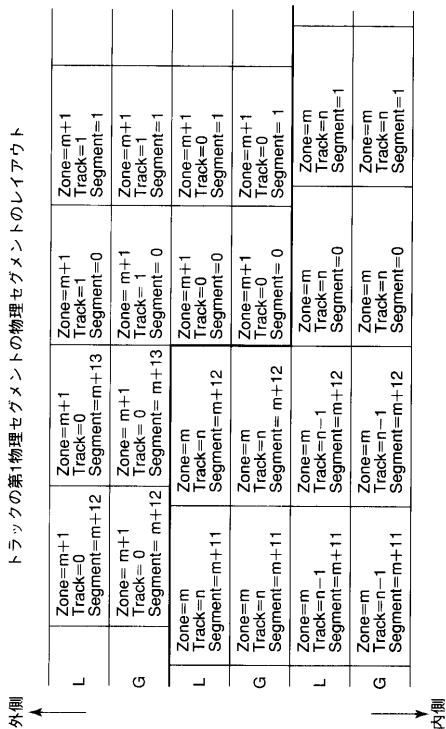 トラックの第1物理セグメントの物理セグメントのレイアウト
外側
L
Zone=m+1
Track=0
Segment=m+12
Zone=m+1
Track=0
Segment=m+13
Zone=m+1
Track=1
Segment=0
Zone=m+1
Track=1
Segment=1
G
Zone= m+1
Track= 0
Segment= m+12
Zone= m+1
Track= 0
Segment= m+13
Zone= m+1
Track= 1
Segment= 0
Zone=m+1
Track=1
Segment=1
L
Zone=m
Track=n
Segment=m+11
Zone=m
Track=n
Segment=m+12
Zone=m+1
Track=0
Segment=0
Zone=m+1
Track=0
Segment=1
G
Zone=m
Track=n
Segment=m+11
Zone=m
Track=n
Segment= m+12
Zone=m+1
Track=0
Segment= 0
Zone=m+1
Track=0
Segment= 1
L
Zone=m
Track=n-1
Segment=m+11
Zone=m
Track=n-1
Segment=m+12
Zone=m
Track=n
Segment=0
Zone=m
Track=n
Segment=1
G
Zone=m
Track=n-1
Segment=m+11
Zone=m
Track=n-1
Segment=m+12
Zone=m
Track=n
Segment=0
Zone=m
Track=n
Segment=1
内側